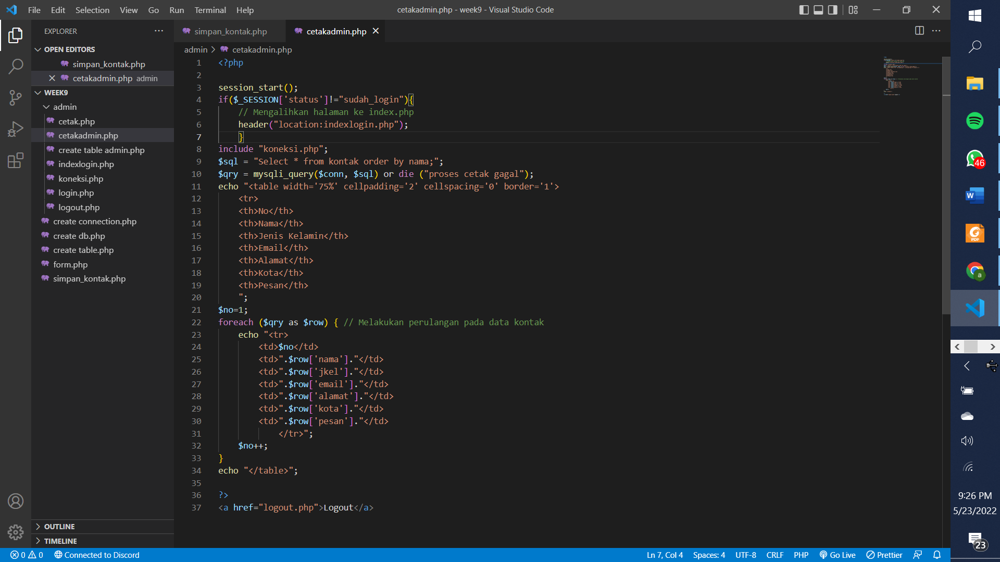 File Edit Selection View Go Run Terminal Help
cetakadmin.php - week9 - Visual Studio Code
EXPLORER
OPEN EDITORS
simpan_kontak.php
cetakadmin.php admin
WEEK9
admin
cetak.php
cetakadmin.php
create table admin.php
indexlogin.php
koneksi.php
login.php
logout.php
create connection.php
create db.php
create table.php
form.php
simpan_kontak.php
OUTLINE
TIMELINE
simpan_kontak.php
cetakadmin.php
admin > cetakadmin.php
1 <?php
2
3 session_start();
4 if($_SESSION['status']!="sudah_login"){
5 // Mengalihkan halaman ke index.php
6 header("location:indexlogin.php");
7 }
8 include "koneksi.php";
9 $sql = "Select * from kontak order by nama;";
10 $qry = mysqli_query($conn, $sql) or die ("proses cetak gagal");
11 echo "<table width='75%' cellpadding='2' cellspacing='0' border='1'>
12 <tr>
13 <th>No</th>
14 <th>Nama</th>
15 <th>Jenis Kelamin</th>
16 <th>Email</th>
17 <th>Alamat</th>
18 <th>Kota</th>
19 <th>Pesan</th>
20 ";
21 $no=1;
22 foreach ($qry as $row) { // Melakukan perulangan pada data kontak
23 echo "<tr>
24 <td>$no</td>
25 <td>".$row['nama']."</td>
26 <td>".$row['jkel']."</td>
27 <td>".$row['email']."</td>
28 <td>".$row['alamat']."</td>
29 <td>".$row['kota']."</td>
30 <td>".$row['pesan']."</td>
31 </tr>";
32 $no++;
33 }
34 echo "</table>";
35
36 ?>
37 <a href="logout.php">Logout</a>
46
W
PDF
a
9:26 PM
5/23/2022
23
0 0 Connected to Discord
Ln 7, Col 4 Spaces: 4 UTF-8 CRLF PHP Go Live Prettier